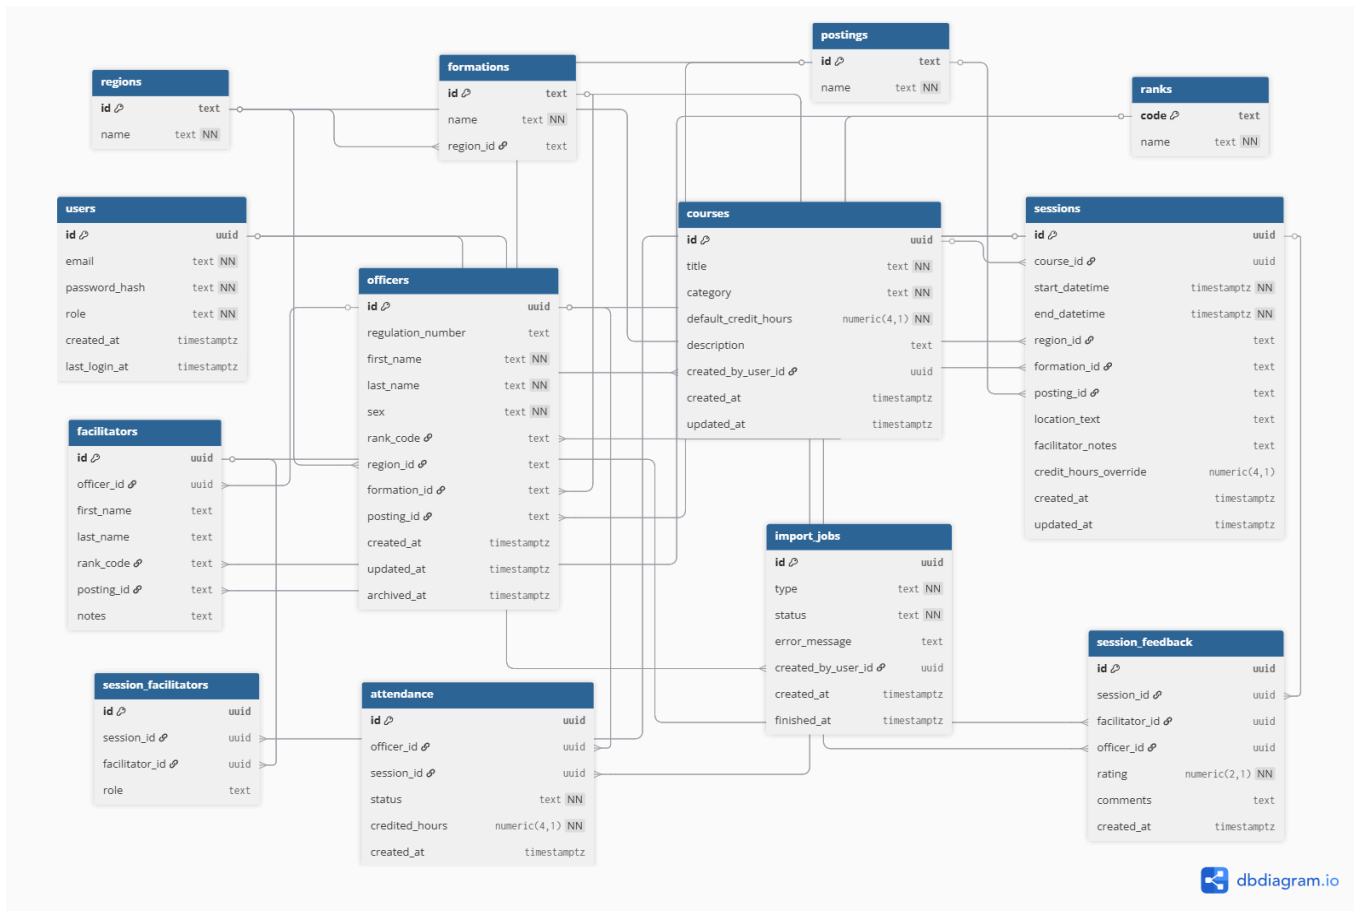 regions
id text
name text NN
formations
id text
name text NN
region_id text
postings
id text
name text NN
ranks
code text
name text NN
users
id uuid
email text NN
password_hash text NN
role text NN
created_at timestamptz
last_login_at timestamptz
officers
id uuid
regulation_number text
first_name text NN
last_name text NN
sex text NN
rank_code text
region_id text
formation_id text
posting_id text
created_at timestamptz
updated_at timestamptz
archived_at timestamptz
courses
id uuid
title text NN
category text NN
default_credit_hours numeric(4,1) NN
description text
created_by_user_id uuid
created_at timestamptz
updated_at timestamptz
sessions
id uuid
course_id uuid
start_datetime timestamptz NN
end_datetime timestamptz NN
region_id text
formation_id text
posting_id text
location_text text
facilitator_notes text
credit_hours_override numeric(4,1)
created_at timestamptz
updated_at timestamptz
facilitators
id uuid
officer_id uuid
first_name text
last_name text
rank_code text
posting_id text
notes text
import_jobs
id uuid
type text NN
status text NN
error_message text
created_by_user_id uuid
created_at timestamptz
finished_at timestamptz
session_facilitators
id uuid
session_id uuid
facilitator_id uuid
role text
attendance
id uuid
officer_id uuid
session_id uuid
status text NN
credited_hours numeric(4,1) NN
created_at timestamptz
session_feedback
id uuid
session_id uuid
facilitator_id uuid
officer_id uuid
rating numeric(2,1) NN
comments text
created_at timestamptz
dbdiagram.io